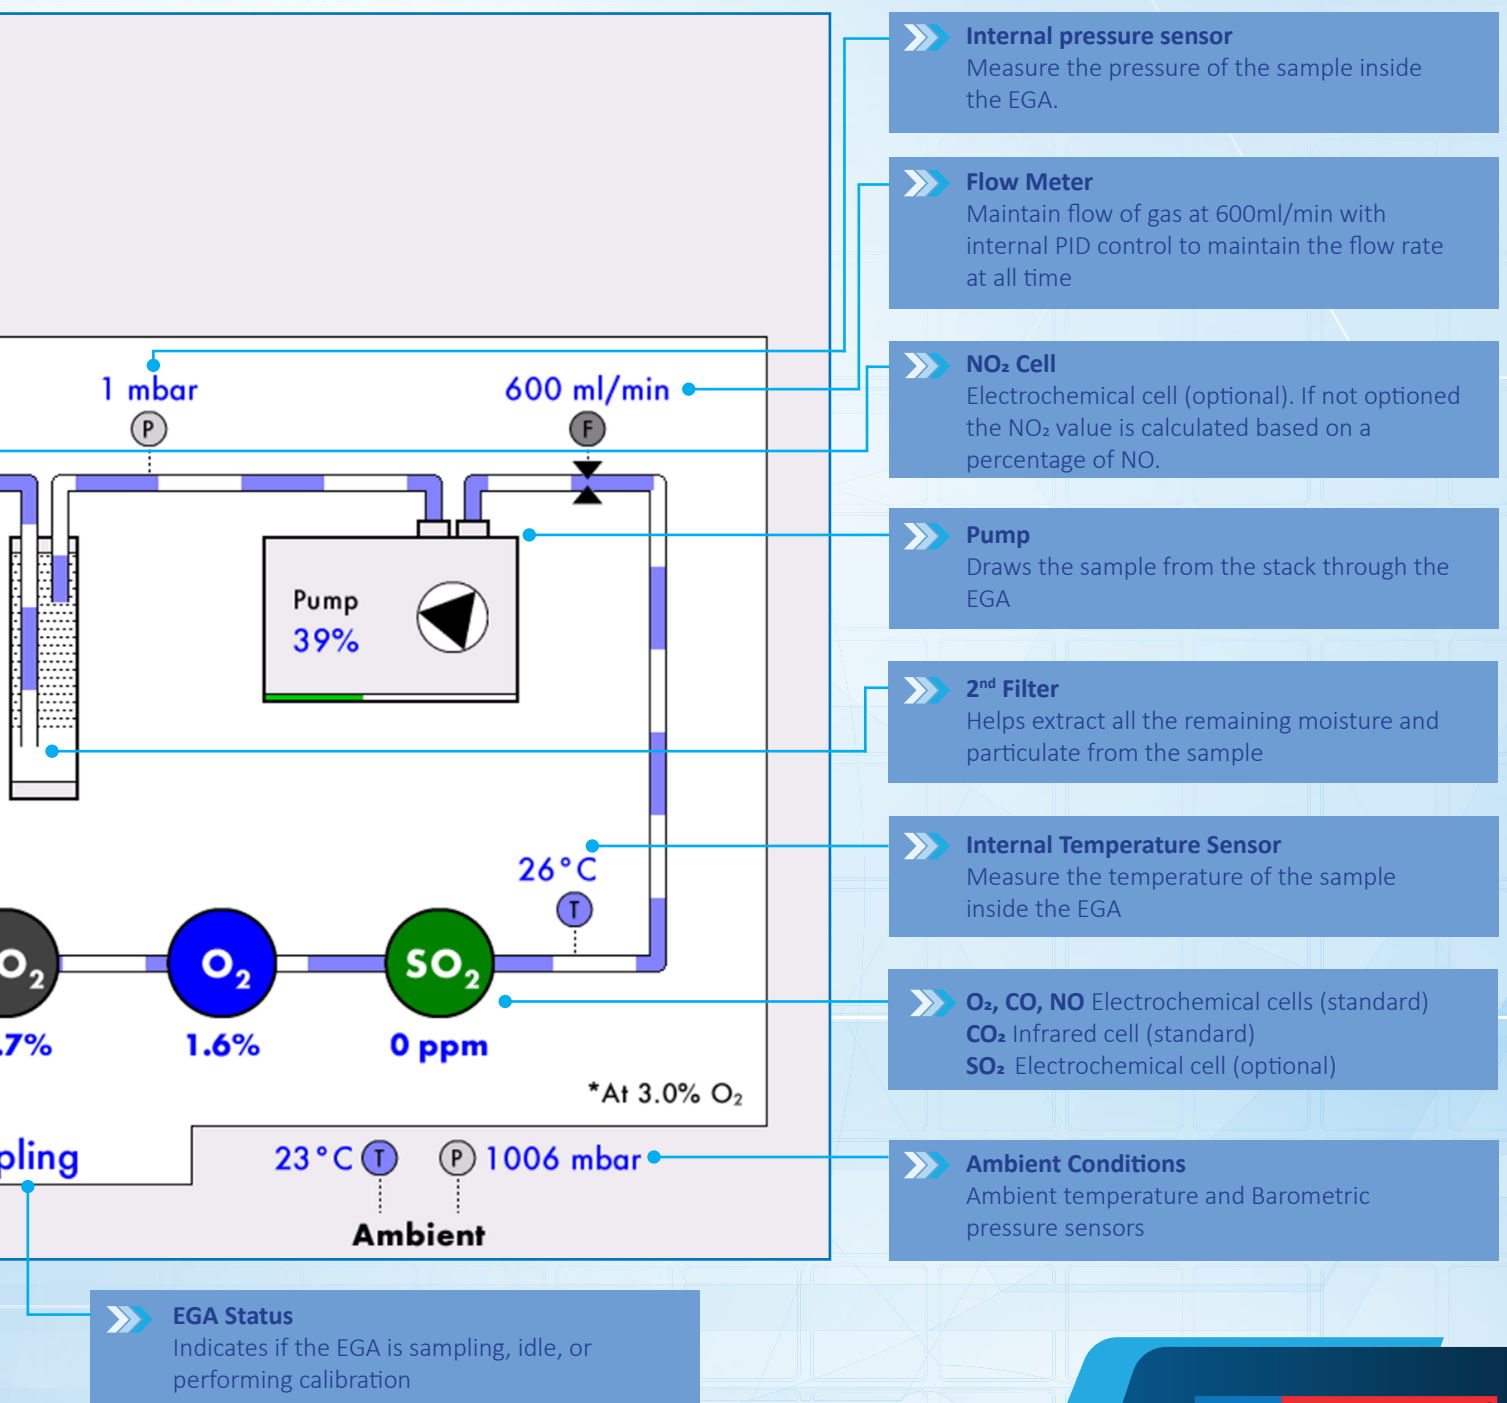 Internal pressure sensor
Measure the pressure of the sample inside
the EGA.
Flow Meter
Maintain flow of gas at 600ml/min with
internal PID control to maintain the flow rate
at all time
NO₂ Cell
Electrochemical cell (optional). If not optioned
the NO₂ value is calculated based on a
percentage of NO.
Pump
Draws the sample from the stack through the
EGA
2nd Filter
Helps extract all the remaining moisture and
particulate from the sample
Internal Temperature Sensor
Measure the temperature of the sample
inside the EGA
O₂, CO, NO Electrochemical cells (standard)
CO₂ Infrared cell (standard)
SO₂ Electrochemical cell (optional)
Ambient Conditions
Ambient temperature and Barometric
pressure sensors
1 mbar
P
600 ml/min
F
Pump
39%
26°C
T
O₂
O₂
SO₂
.7%
1.6%
0 ppm
*At 3.0% O₂
pling
23°C T
P 1006 mbar
Ambient
EGA Status
Indicates if the EGA is sampling, idle, or
performing calibration